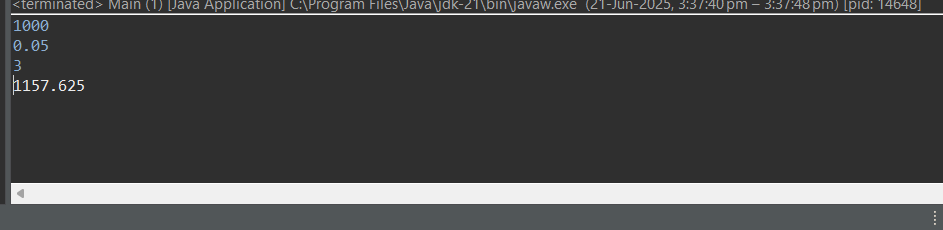 <terminated> Main (1) [Java Application] C:\Program Files\Java\jdk-21\bin\javaw.exe (21-Jun-2025, 3:37:40 pm – 3:37:48 pm) [pid: 14648]
1000
0.05
3
1157.625